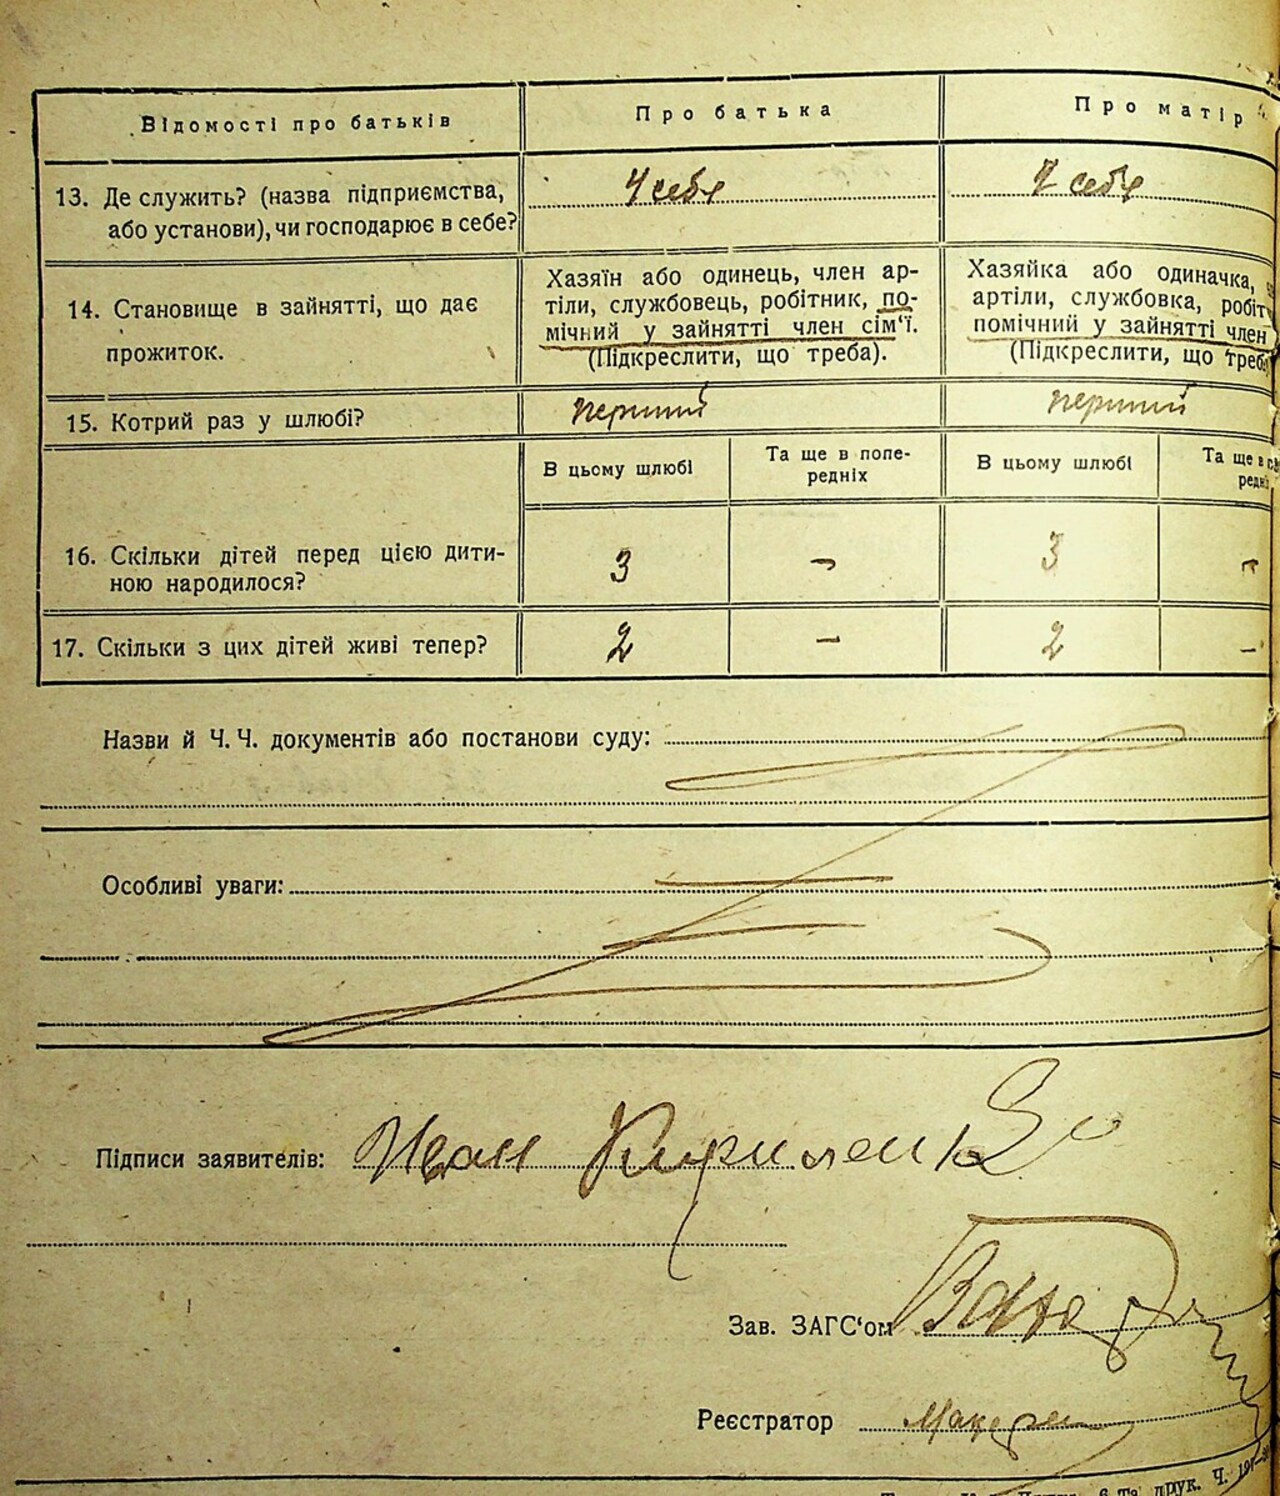 Відомості про батьків
Про батька
Про матір
13. Де служить? (назва підприємства,
або установи), чи господарює в себе?
У себе
У себе
14. Становище в зайнятті, що дає
прожиток.
Хазяїн або одинець, член ар-
тіли, службовець, робітник, по-
мічний у зайнятті член сім‘ї.
(Підкреслити, що треба).
Хазяйка або одиначка,
артіли, службовка, робіт
помічний у зайнятті член
(Підкреслити, що треба
15. Котрий раз у шлюбі?
перший
перший
В цьому шлюбі
Та ще в попе-
редніх
В цьому шлюбі
Та ще в
редніх
16. Скільки дітей перед цією дити-
ною народилося?
3
-
3
-
17. Скільки з цих дітей живі тепер?
2
-
2
-
Назви й Ч. Ч. документів або постанови суду:
Особливі уваги:
Підписи заявителів: Иван Кириленко
Зав. ЗАГС‘ом
Реєстратор
друк. Ч.